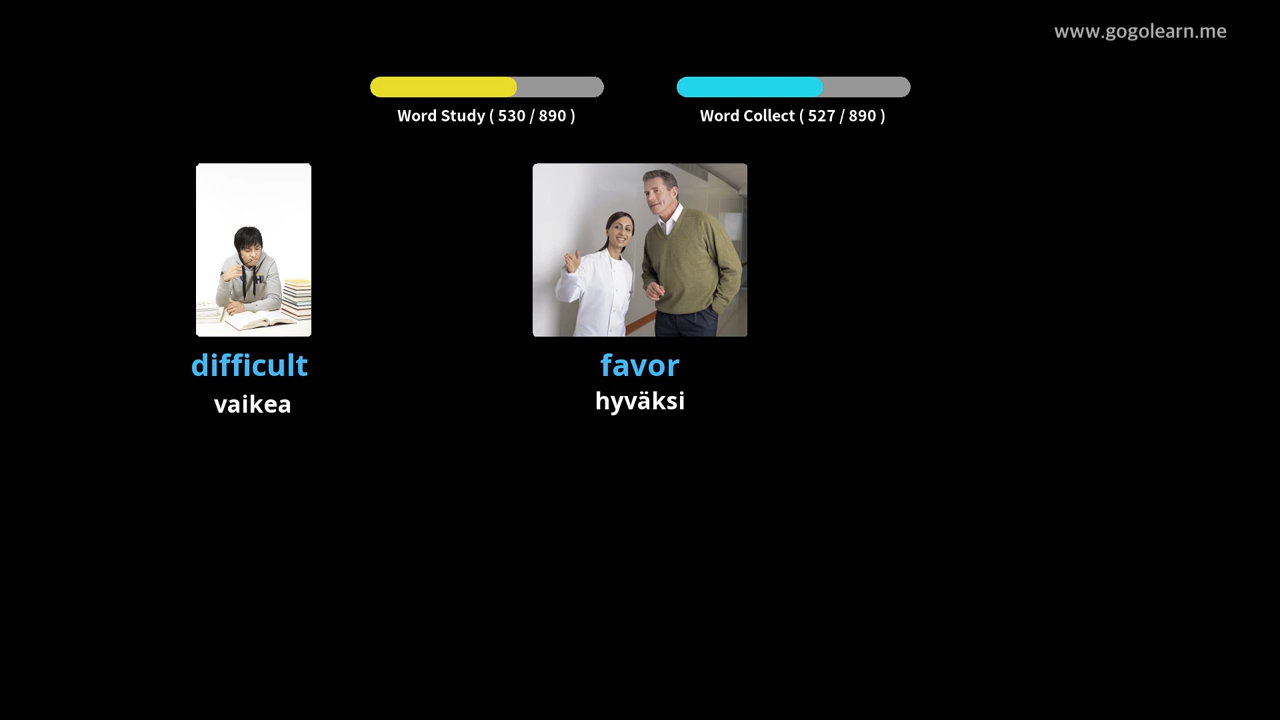 www.gogolearn.me
Word Study ( 530 / 890 )
Word Collect ( 527 / 890 )
difficult
vaikea
favor
hyväksi